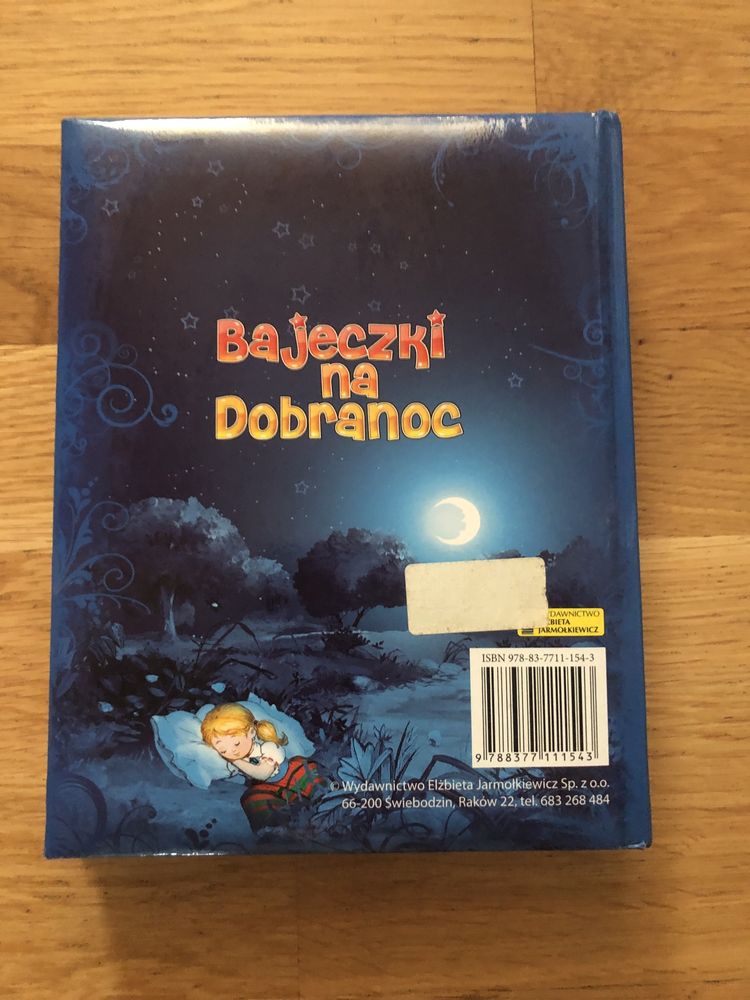 Bajeczki
na
Dobranoc
JARMOŁKIEWICZ
ISBN 978-83-7711-154-3
9 788377 111543
© Wydawnictwo Elżbieta Jarmołkiewicz Sp. z o.o.
66-200 Świebodzin, Raków 22, tel. 683 268 484